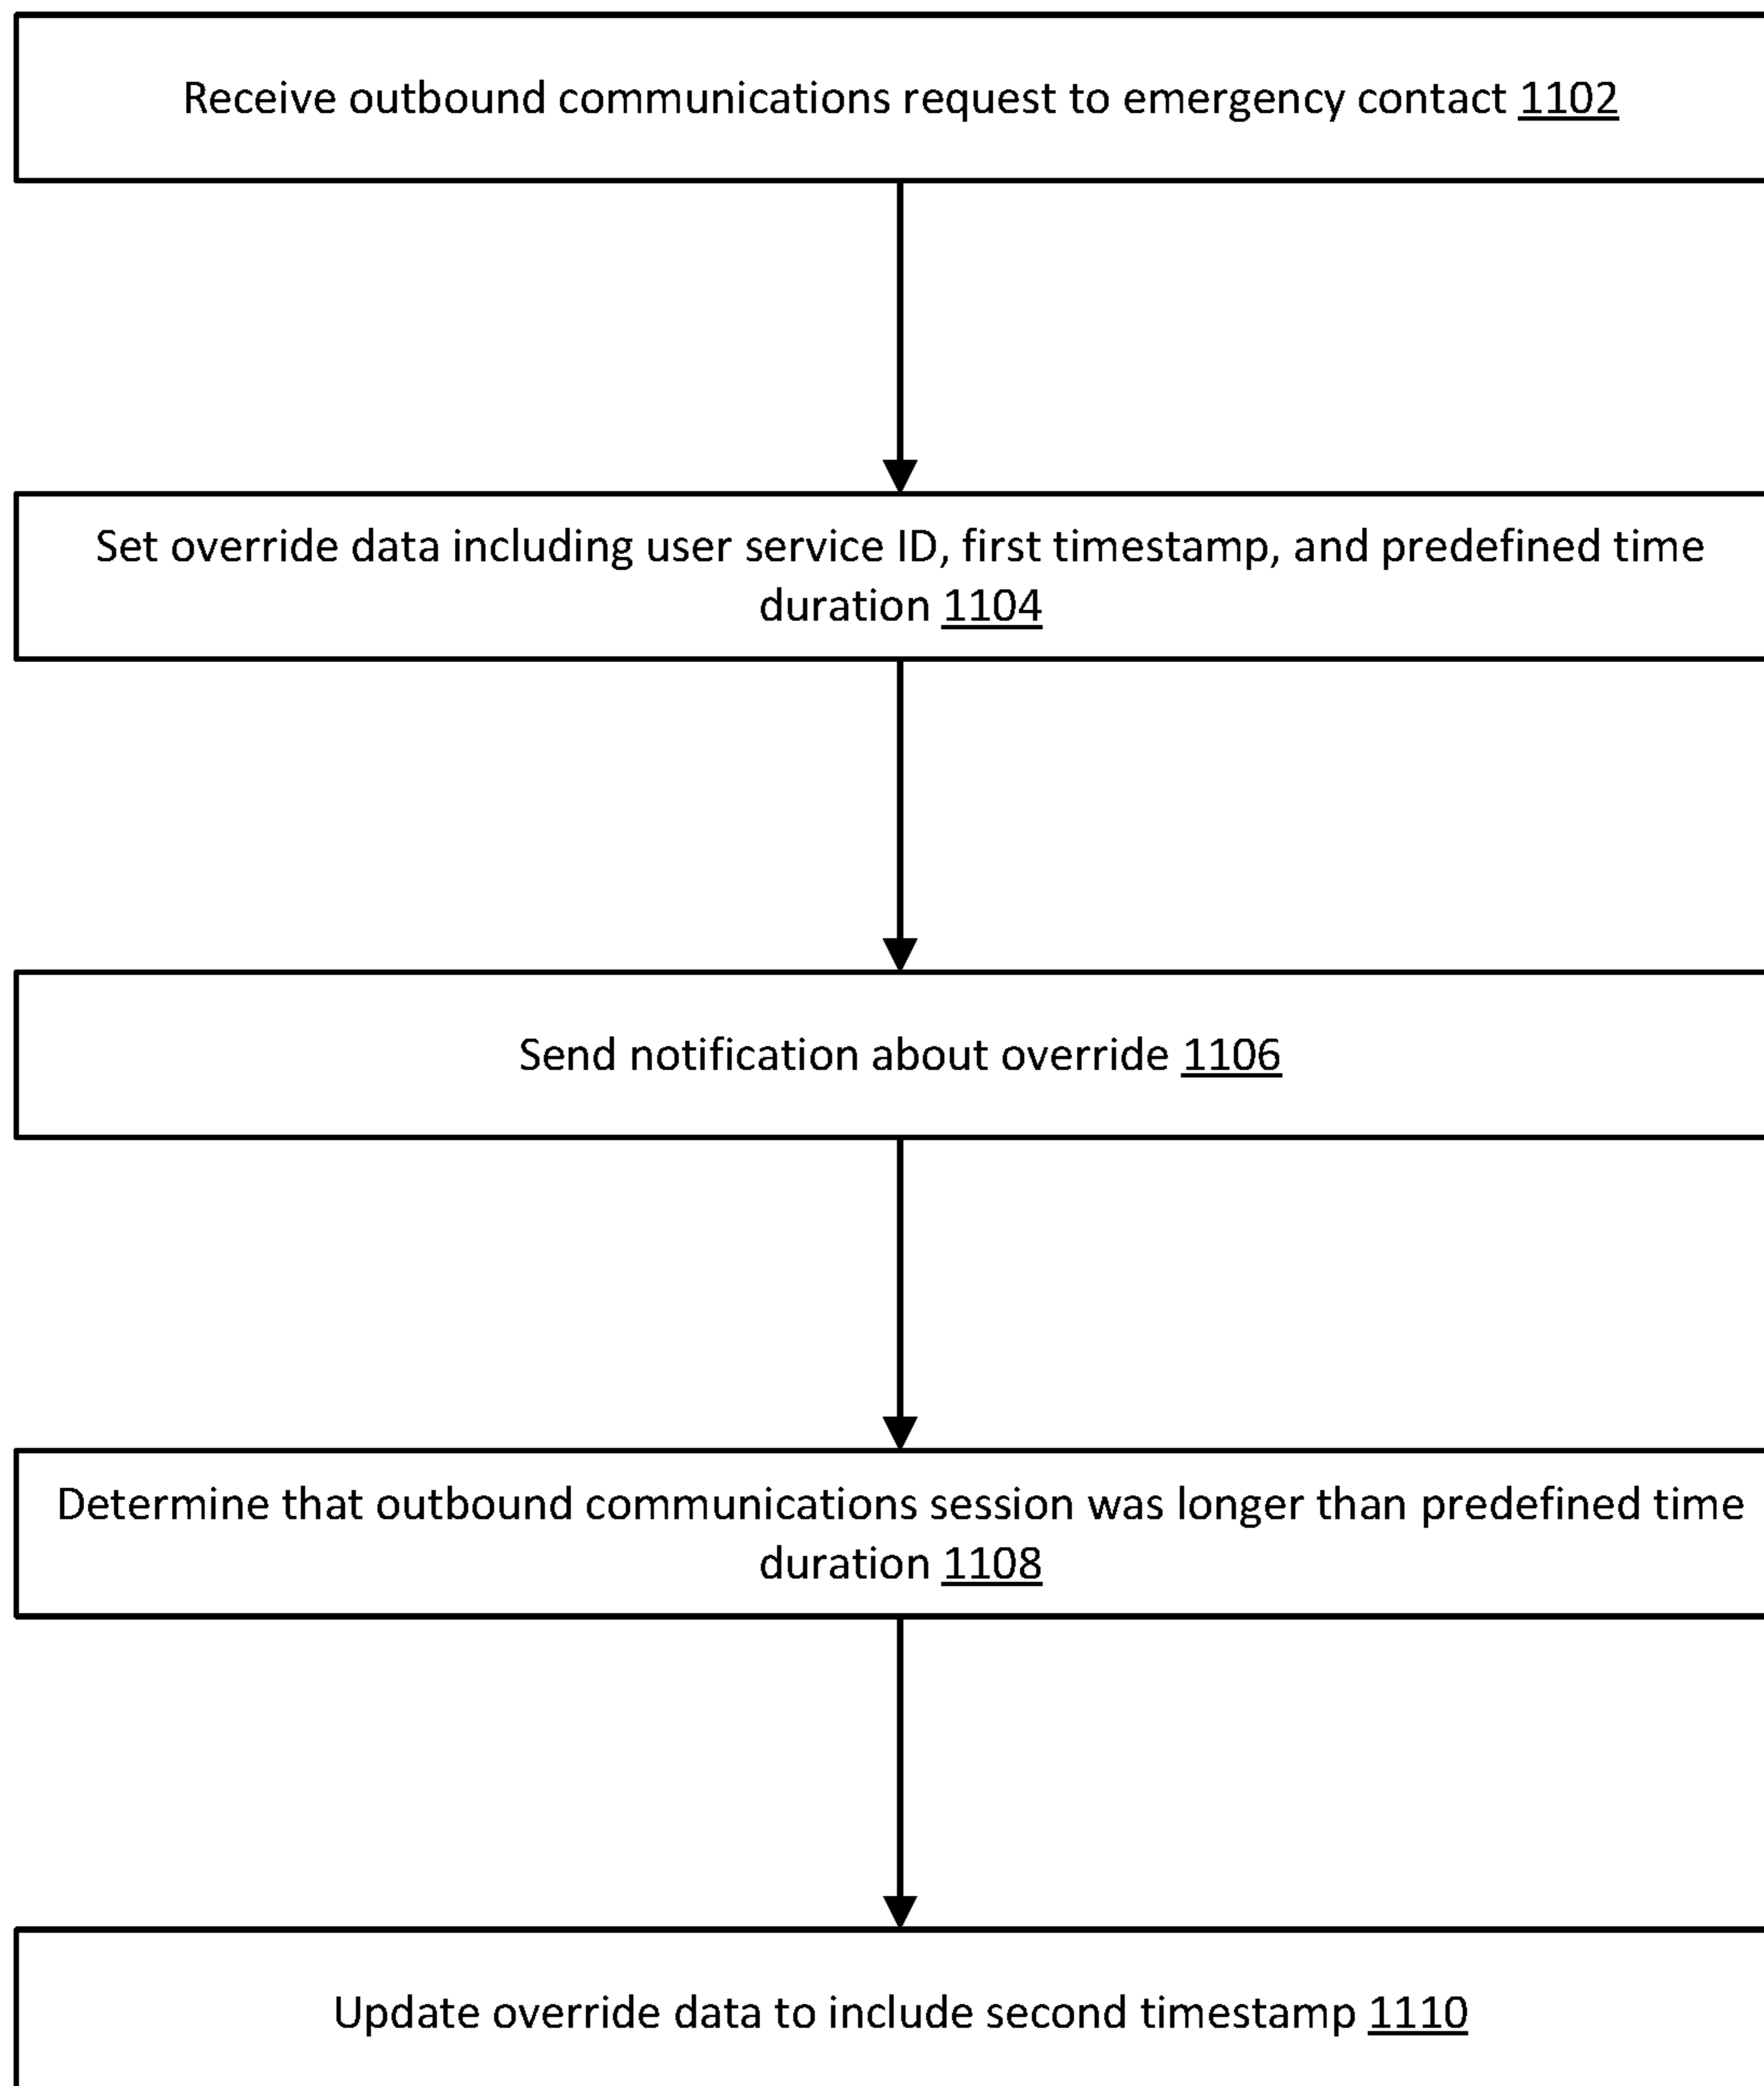 Receive outbound communications request to emergency contact 1102
Set override data including user service ID, first timestamp, and predefined time
duration 1104
Send notification about override 1106
Determine that outbound communications session was longer than predefined time
duration 1108
Update override data to include second timestamp 1110